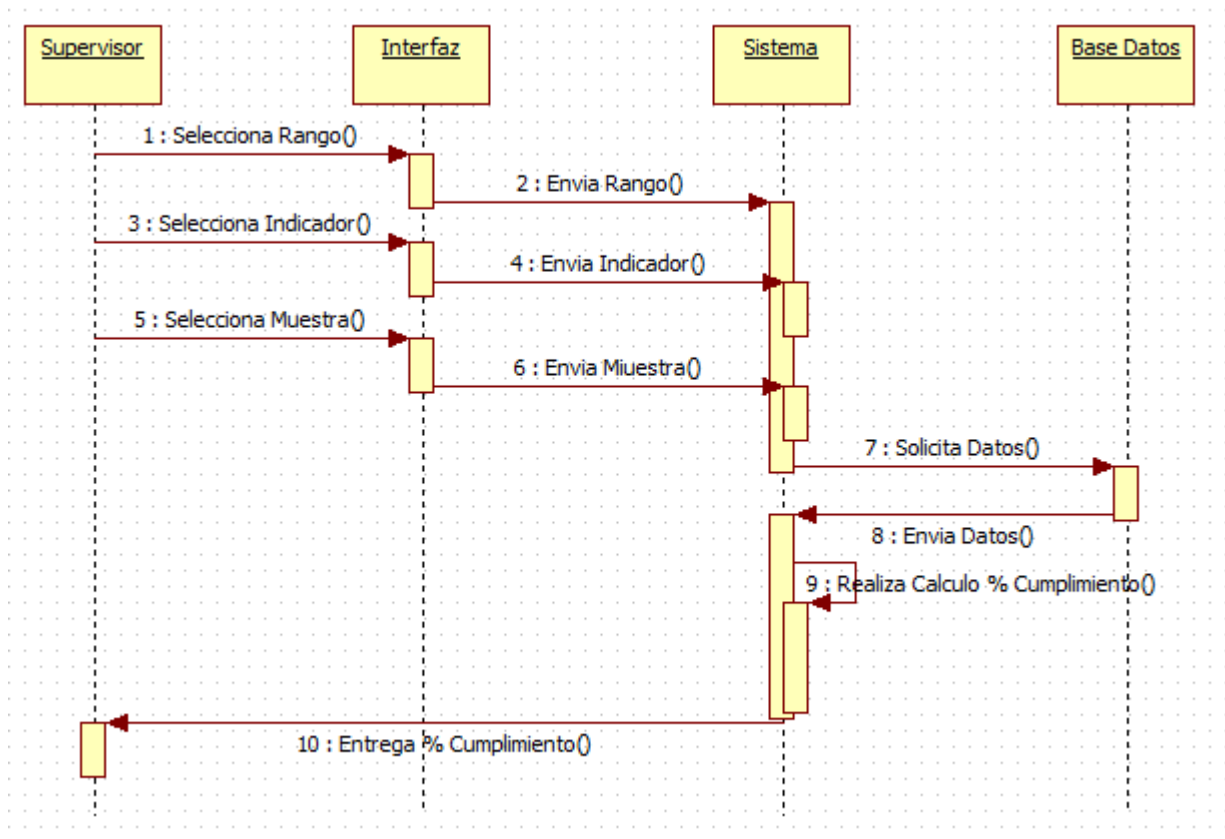 Supervisor
Interfaz
Sistema
Base Datos
1 : Selecciona Rango()
2 : Envia Rango()
3 : Selecciona Indicador()
4 : Envia Indicador()
5 : Selecciona Muestra()
6 : Envia Miuestra()
7 : Solicita Datos()
8 : Envia Datos()
9 : Realiza Calculo % Cumplimiento()
10 : Entrega % Cumplimiento()